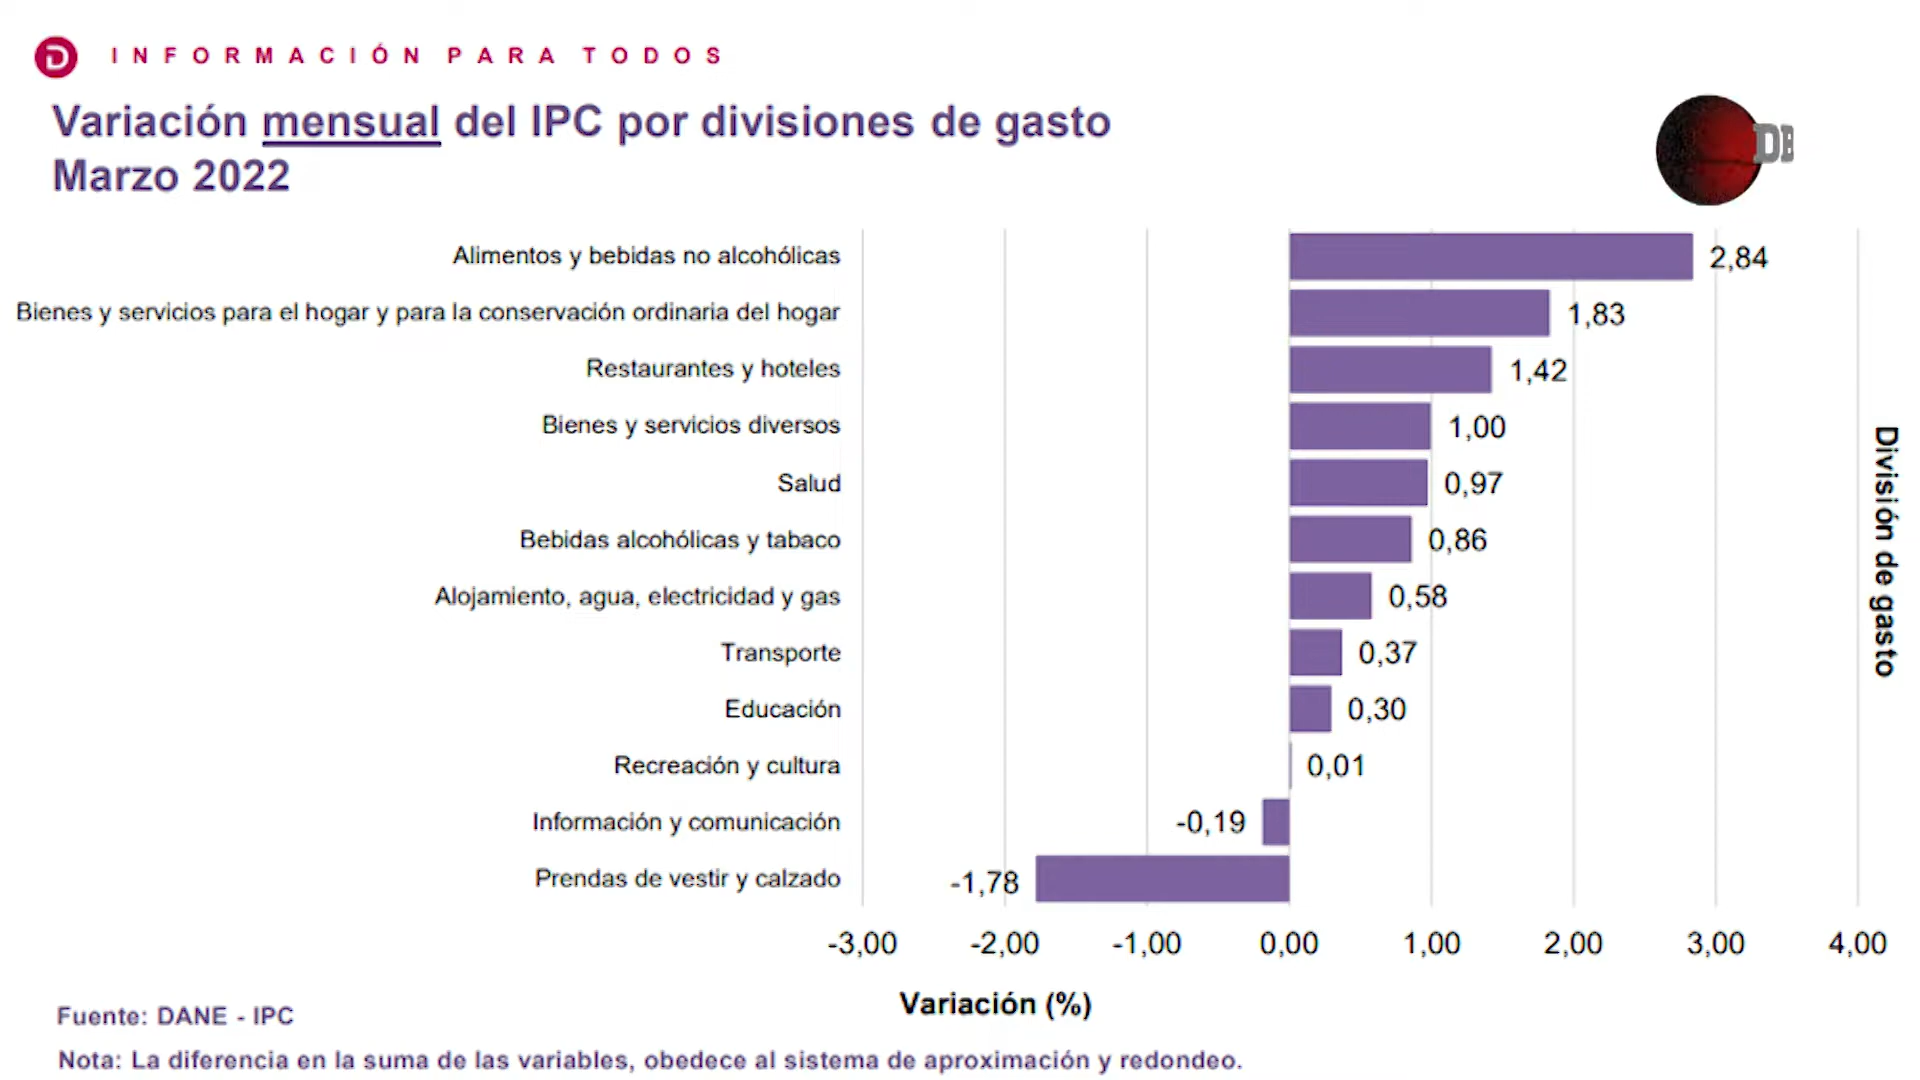 INFORMACIÓN PARA TODOS
Variación mensual del IPC por divisiones de gasto
Marzo 2022
DB
Alimentos y bebidas no alcohólicas 2,84
Bienes y servicios para el hogar y para la conservación ordinaria del hogar 1,83
Restaurantes y hoteles 1,42
Bienes y servicios diversos 1,00
Salud 0,97
Bebidas alcohólicas y tabaco 0,86
Alojamiento, agua, electricidad y gas 0,58
Transporte 0,37
Educación 0,30
Recreación y cultura 0,01
Información y comunicación -0,19
Prendas de vestir y calzado -1,78
División de gasto
-3,00 -2,00 -1,00 0,00 1,00 2,00 3,00 4,00
Variación (%)
Fuente: DANE - IPC
Nota: La diferencia en la suma de las variables, obedece al sistema de aproximación y redondeo.